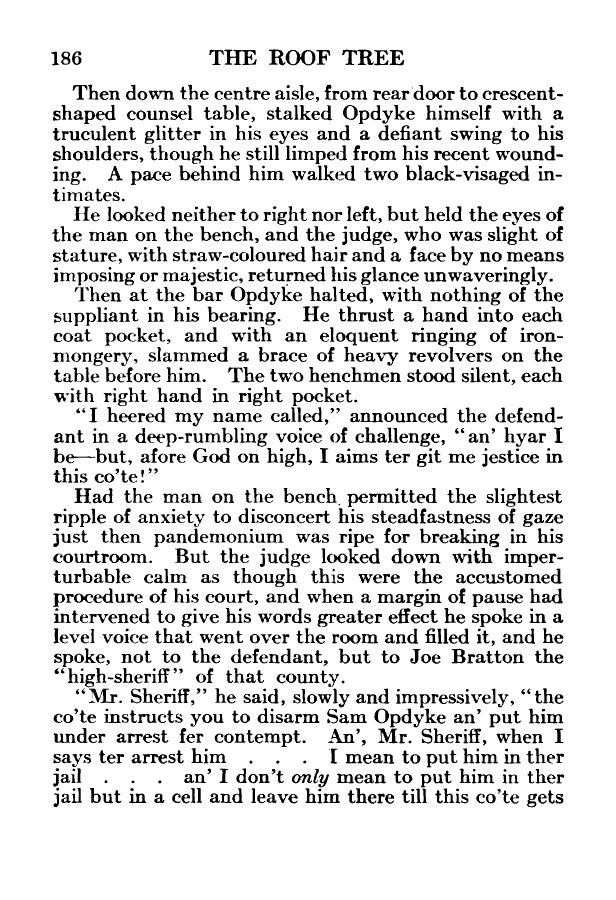 186 THE ROOF TREE
Then down the centre aisle, from rear door to crescent-
shaped counsel table, stalked Opdyke himself with a
truculent glitter in his eyes and a defiant swing to his
shoulders, though he still limped from his recent wound-
ing. A pace behind him walked two black-visaged in-
timates.
He looked neither to right nor left, but held the eyes of
the man on the bench, and the judge, who was slight of
stature, with straw-coloured hair and a face by no means
imposing or majestic, returned his glance unwaveringly.
Then at the bar Opdyke halted, with nothing of the
suppliant in his bearing. He thrust a hand into each
coat pocket, and with an eloquent ringing of iron-
mongery, slammed a brace of heavy revolvers on the
table before him. The two henchmen stood silent, each
with right hand in right pocket.
"I heered my name called," announced the defend-
ant in a deep-rumbling voice of challenge, "an' hyar I
be—but, afore God on high, I aims ter git me jestice in
this co'te!"
Had the man on the bench permitted the slightest
ripple of anxiety to disconcert his steadfastness of gaze
just then pandemonium was ripe for breaking in his
courtroom. But the judge looked down with imper-
turbable calm as though this were the accustomed
procedure of his court, and when a margin of pause had
intervened to give his words greater effect he spoke in a
level voice that went over the room and filled it, and he
spoke, not to the defendant, but to Joe Bratton the
"high-sheriff" of that county.
"Mr. Sheriff," he said, slowly and impressively, "the
co'te instructs you to disarm Sam Opdyke an' put him
under arrest fer contempt. An', Mr. Sheriff, when I
says ter arrest him . . . I mean to put him in ther
jail . . . an' I don't only mean to put him in ther
jail but in a cell and leave him there till this co'te gets